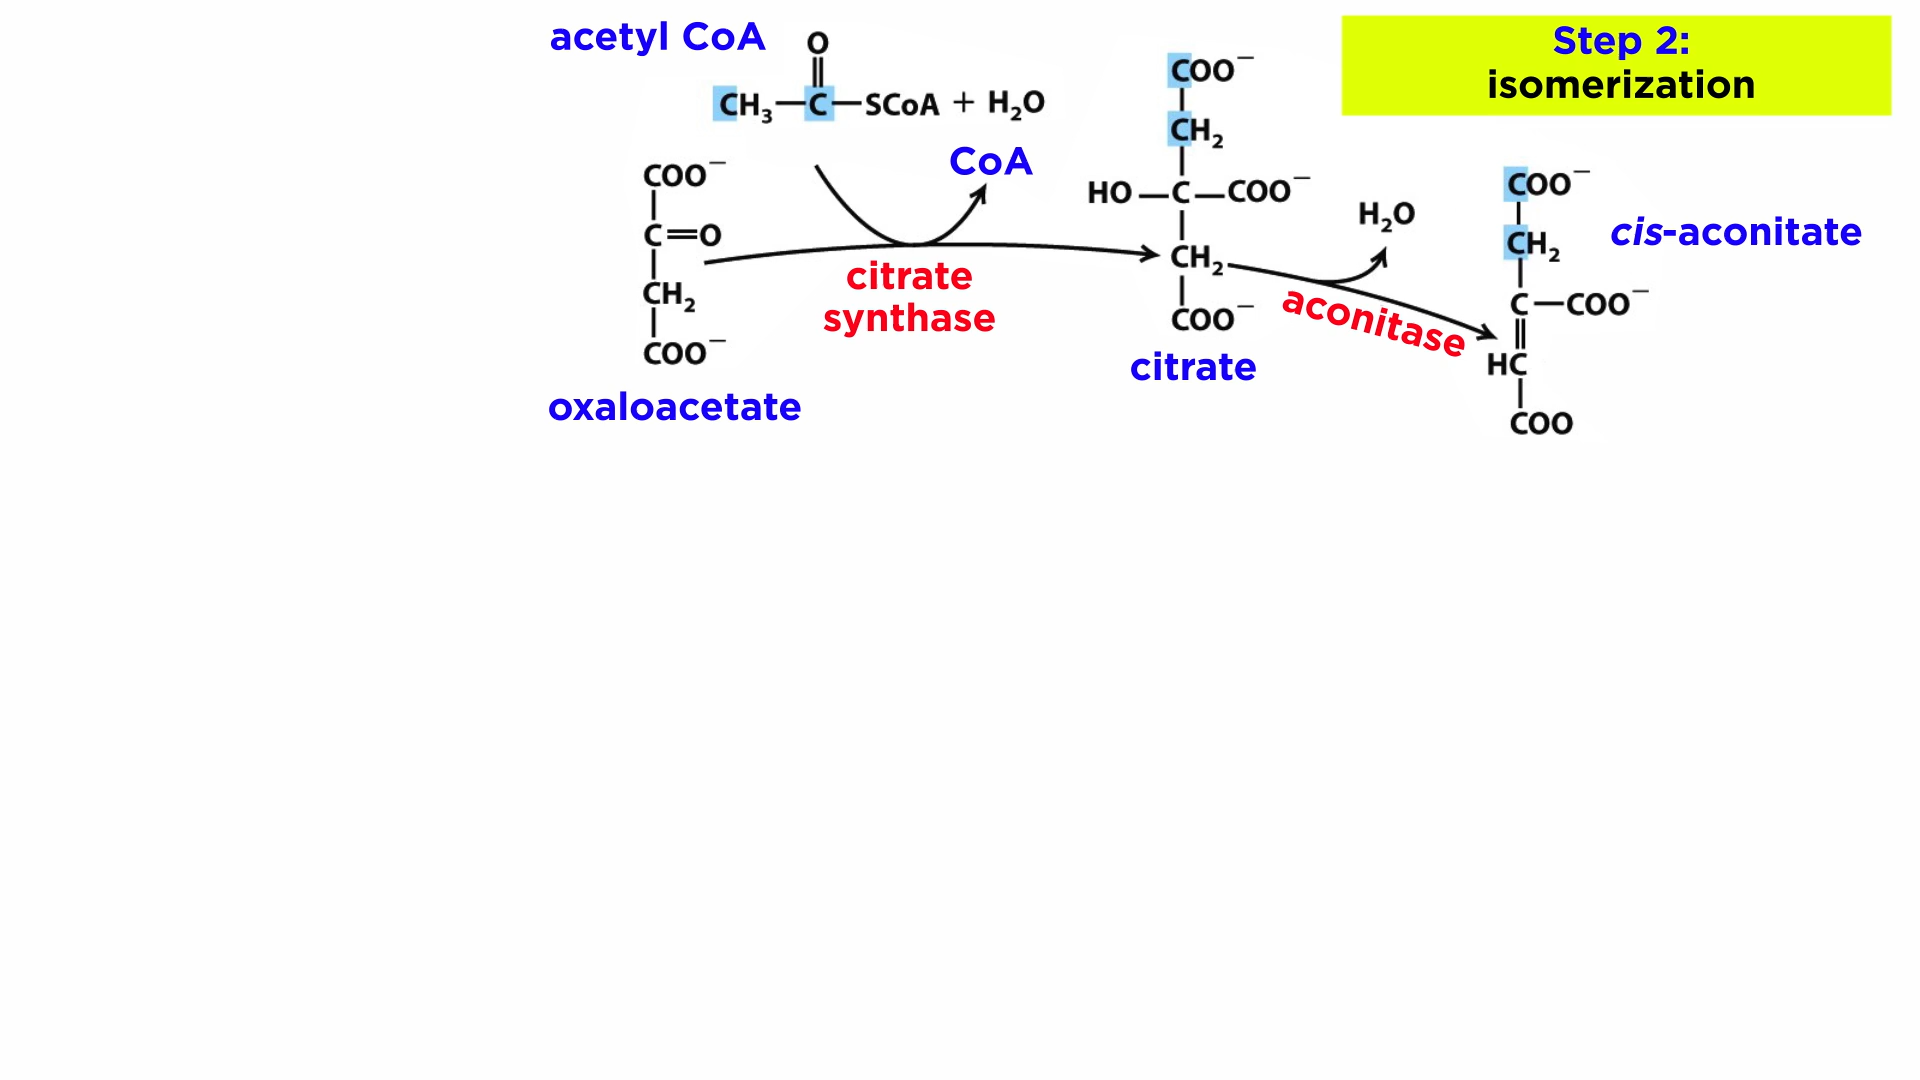 acetyl CoA
O
CH₃—C—SCoA + H₂O
CoA
COO⁻
C=O
CH₂
COO⁻
oxaloacetate
citrate
synthase
COO⁻
CH₂
HO—C—COO⁻
CH₂
COO⁻
citrate
H₂O
aconitase
Step 2:
isomerization
COO⁻
CH₂
cis-aconitate
C—COO⁻
HC
COO